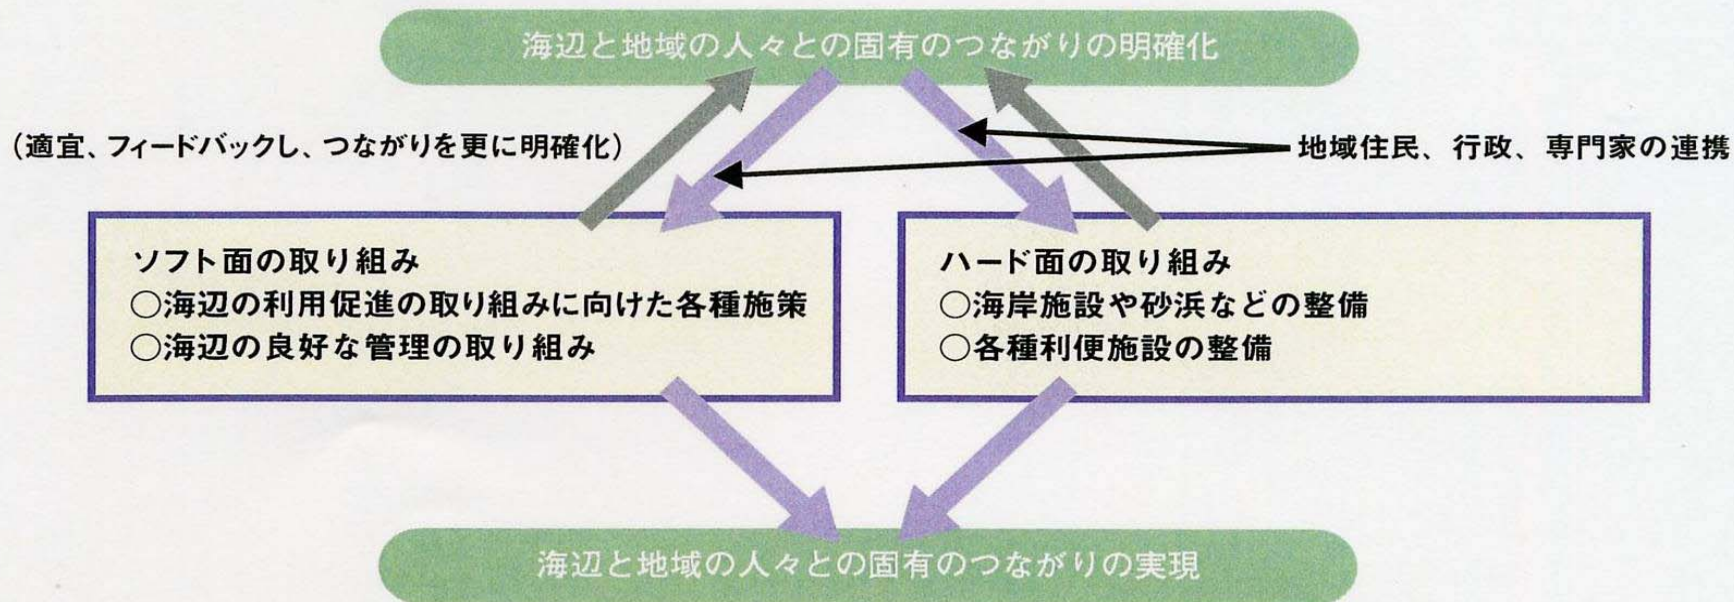 海辺と地域の人々との固有のつながりの明確化
(適宜、フィードバックし、つながりを更に明確化)
地域住民、行政、専門家の連携
ソフト面の取り組み
○海辺の利用促進の取り組みに向けた各種施策
○海辺の良好な管理の取り組み
ハード面の取り組み
○海岸施設や砂浜などの整備
○各種利便施設の整備
海辺と地域の人々との固有のつながりの実現